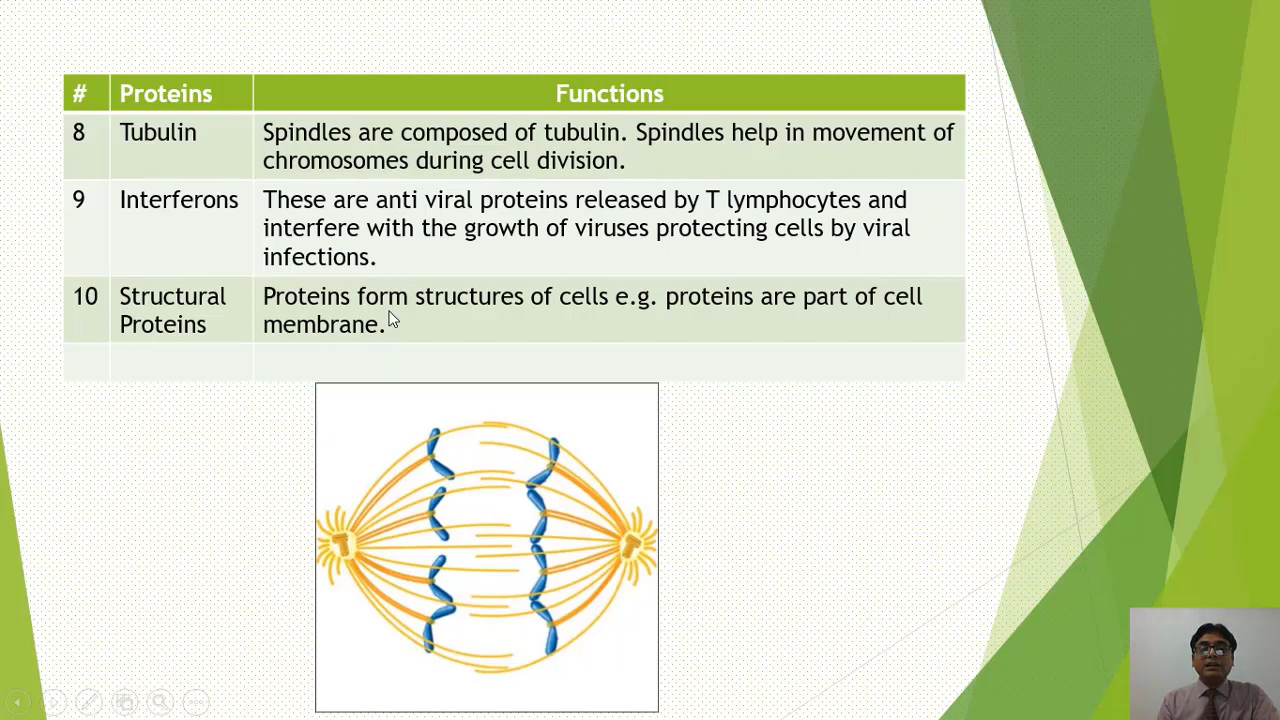 # Proteins Functions
8 Tubulin Spindles are composed of tubulin. Spindles help in movement of
chromosomes during cell division.
9 Interferons These are anti viral proteins released by T lymphocytes and
interfere with the growth of viruses protecting cells by viral
infections.
10 Structural Proteins form structures of cells e.g. proteins are part of cell
Proteins membrane.